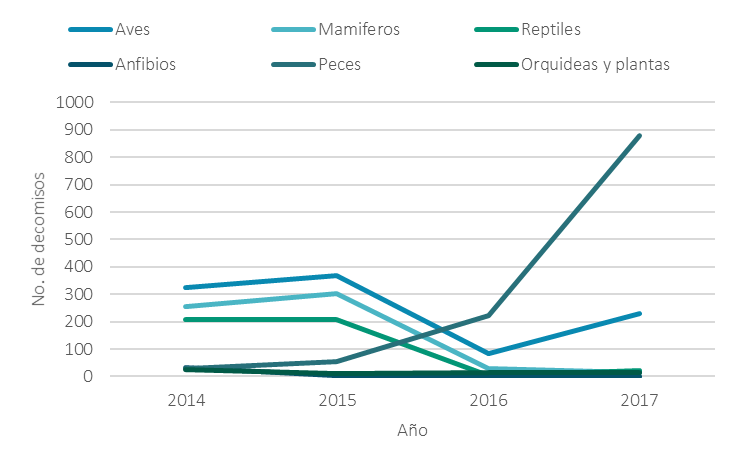 Aves Mamiferos Reptiles
Anfibios Peces Orquideas y plantas
1000
900
800
700
600
500
400
300
200
100
0
No. de decomisos
2014 2015 2016 2017
Año